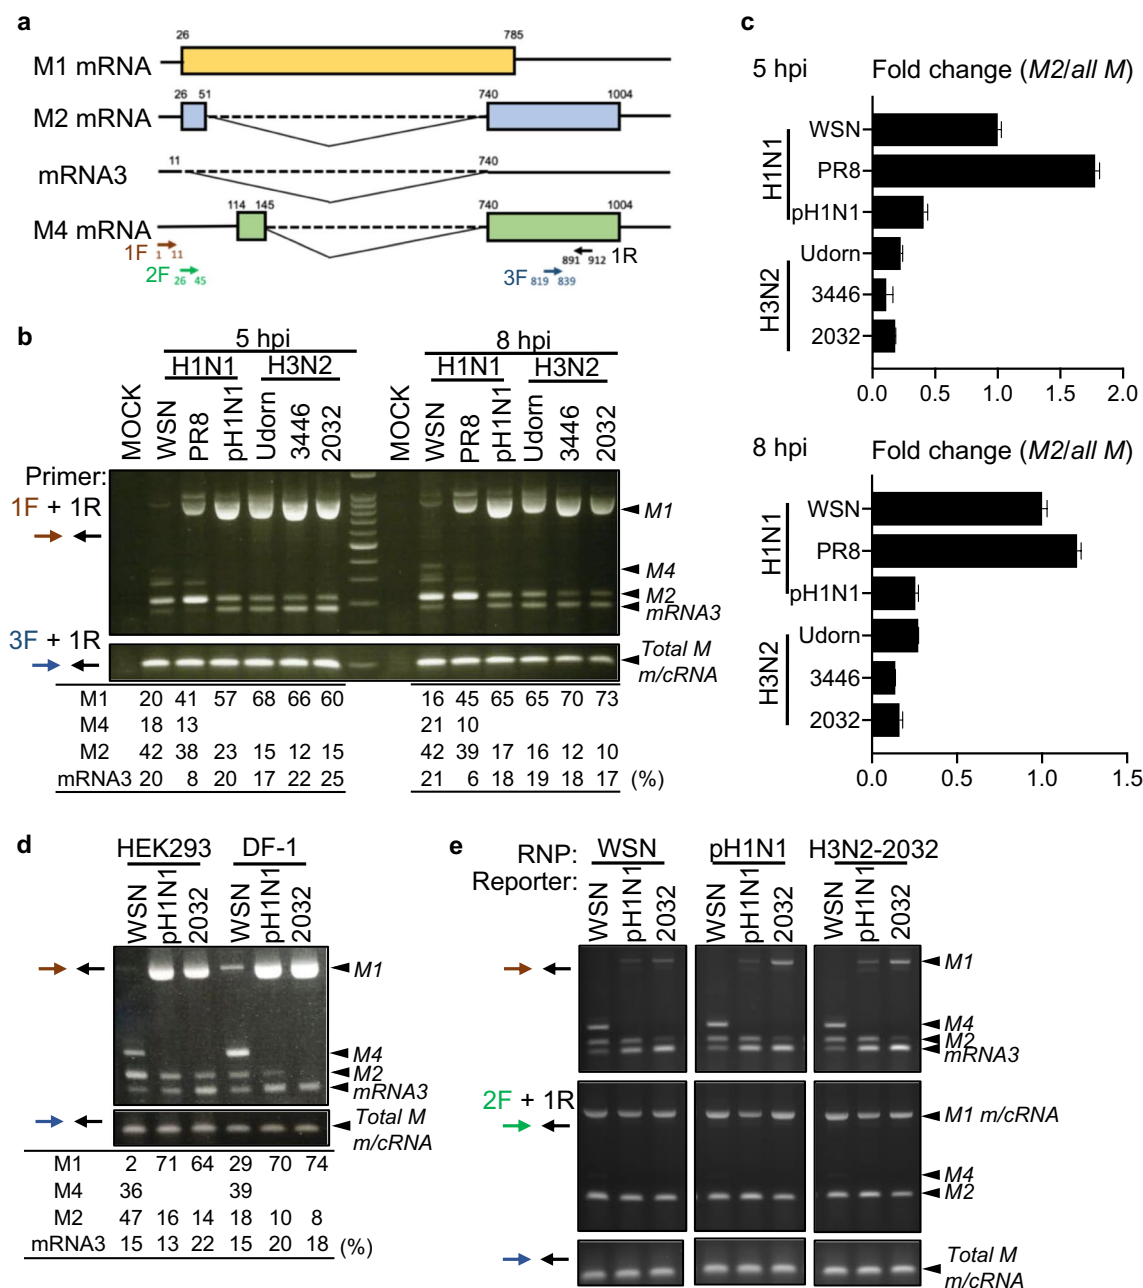 a
26 785
M1 mRNA
26 51 740 1004
M2 mRNA
11 740
mRNA3
114 145 740 1004
M4 mRNA
1F 1 11
891 912 1R
2F 26 45
3F 819 839
b
5 hpi 8 hpi
H1N1 H3N2 H1N1 H3N2
MOCK WSN PR8 pH1N1 Udorn 3446 2032 MOCK WSN PR8 pH1N1 Udorn 3446 2032
Primer:
1F + 1R
M1
M4
M2
mRNA3
3F + 1R
Total M
m/cRNA
M1 20 41 57 68 66 60 16 45 65 65 70 73
M4 18 13 21 10
M2 42 38 23 15 12 15 42 39 17 16 12 10
mRNA3 20 8 20 17 22 25 21 6 18 19 18 17 (%)
c
5 hpi Fold change (M2/all M)
H1N1
WSN
PR8
pH1N1
H3N2
Udorn
3446
2032
0.0 0.5 1.0 1.5 2.0
8 hpi Fold change (M2/all M)
H1N1
WSN
PR8
pH1N1
H3N2
Udorn
3446
2032
0.0 0.5 1.0 1.5
d
HEK293 DF-1
WSN pH1N1 2032 WSN pH1N1 2032
M1
M4
M2
mRNA3
Total M
m/cRNA
M1 2 71 64 29 70 74
M4 36 39
M2 47 16 14 18 10 8
mRNA3 15 13 22 15 20 18 (%)
e
RNP: WSN pH1N1 H3N2-2032
Reporter:
WSN pH1N1 2032 WSN pH1N1 2032 WSN pH1N1 2032
M1
M4
M2
mRNA3
2F + 1R
M1 m/cRNA
M4
M2
Total M
m/cRNA